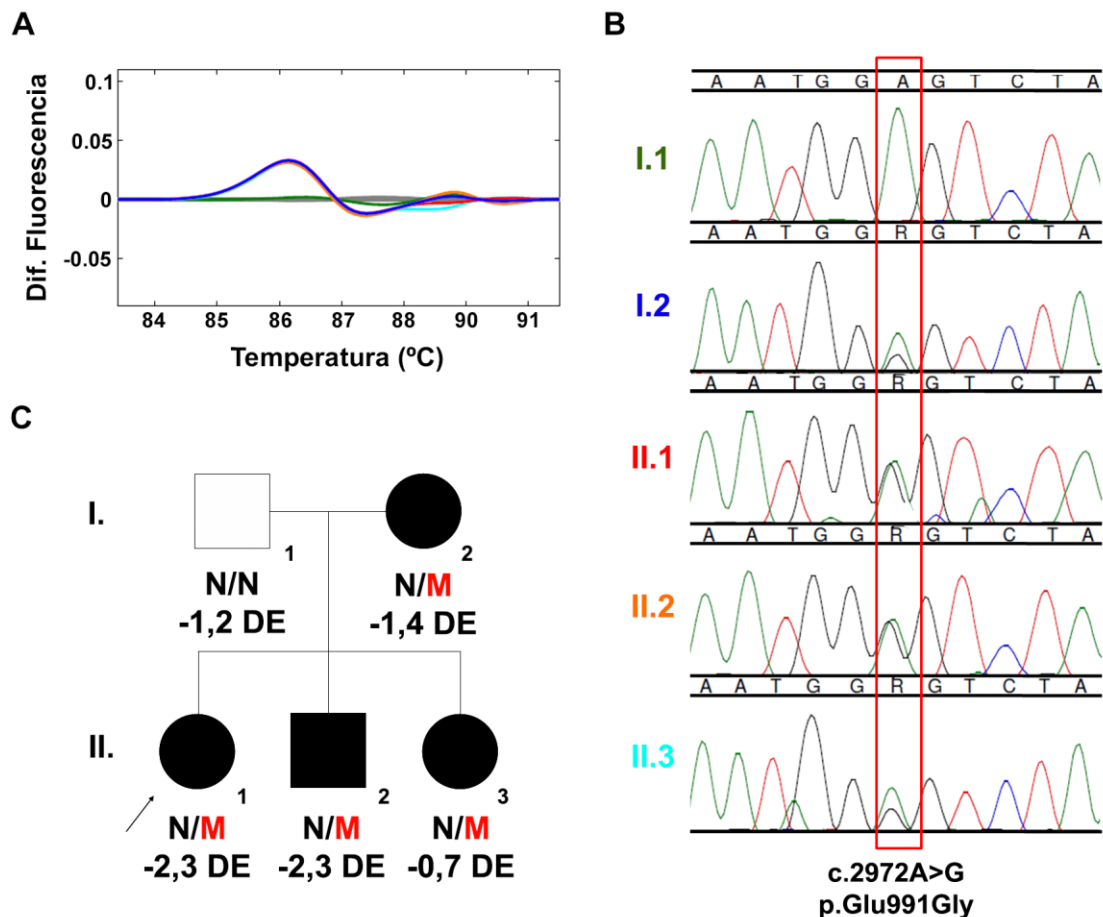 A
Dif. Fluorescencia
0.1
0.05
0
-0.05
84 85 86 87 88 89 90 91
Temperatura (ºC)
B
A A T G G A G T C T A
I.1
A A T G G R G T C T A
I.2
A A T G G R G T C T A
II.1
A A T G G R G T C T A
II.2
A A T G G R G T C T A
II.3
c.2972A>G
p.Glu991Gly
C
I.
1
2
N/N
N/M
-1,2 DE
-1,4 DE
II.
1
2
3
N/M
N/M
N/M
-2,3 DE
-2,3 DE
-0,7 DE